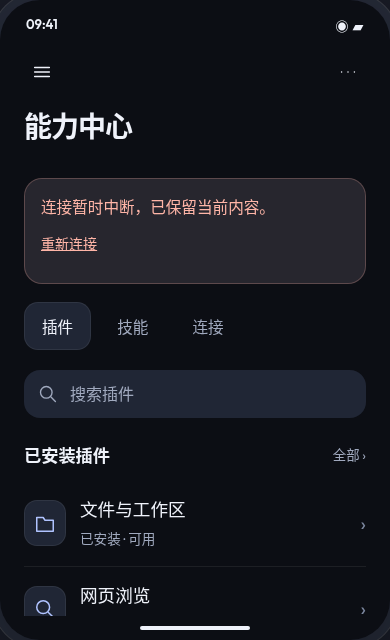 09:41
···
能力中心
连接暂时中断，已保留当前内容。
重新连接
插件 技能 连接
搜索插件
已安装插件 全部 ›
文件与工作区
已安装 · 可用
›
网页浏览
›